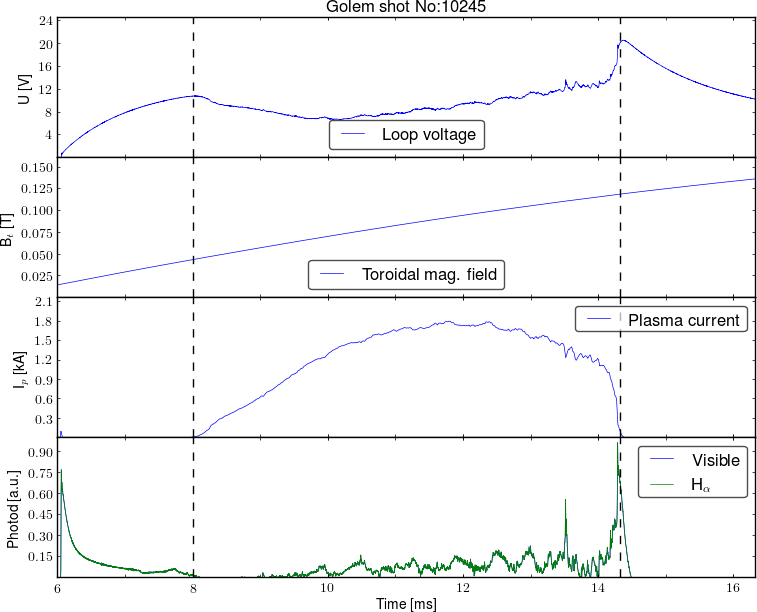 Golem shot No:10245
24
20
16
12
8
4
U [V]
Loop voltage
0.150
0.125
0.100
0.075
0.050
0.025
Bₜ [T]
Toroidal mag. field
2.1
1.8
1.5
1.2
0.9
0.6
0.3
Iₚ [kA]
Plasma current
0.90
0.75
0.60
0.45
0.30
0.15
Photod [a.u.]
Visible
Hα
6 8 10 12 14 16
Time [ms]